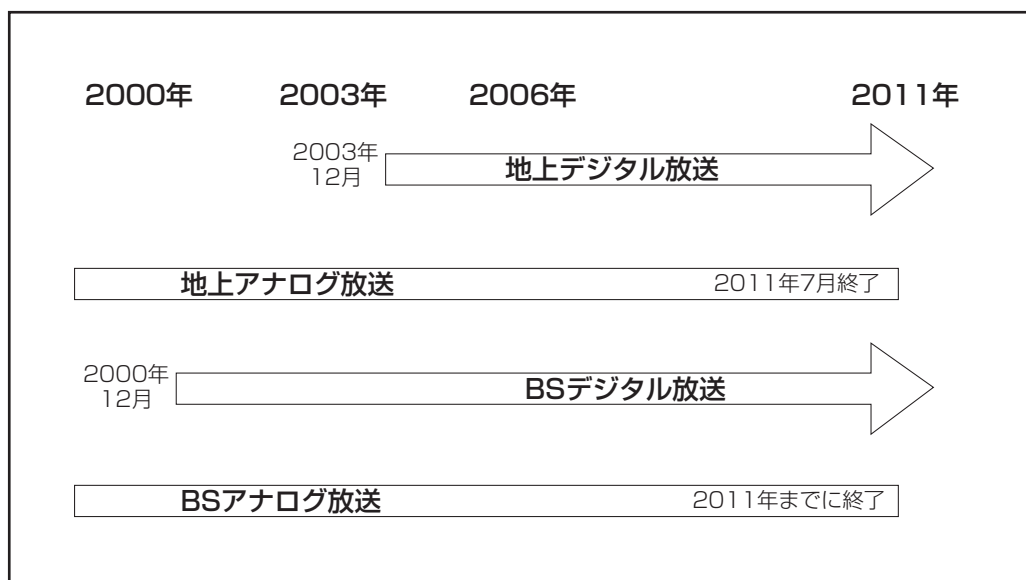 2000年 2003年 2006年 2011年
2003年
12月
地上デジタル放送
地上アナログ放送 2011年7月終了
2000年
12月
BSデジタル放送
BSアナログ放送 2011年までに終了